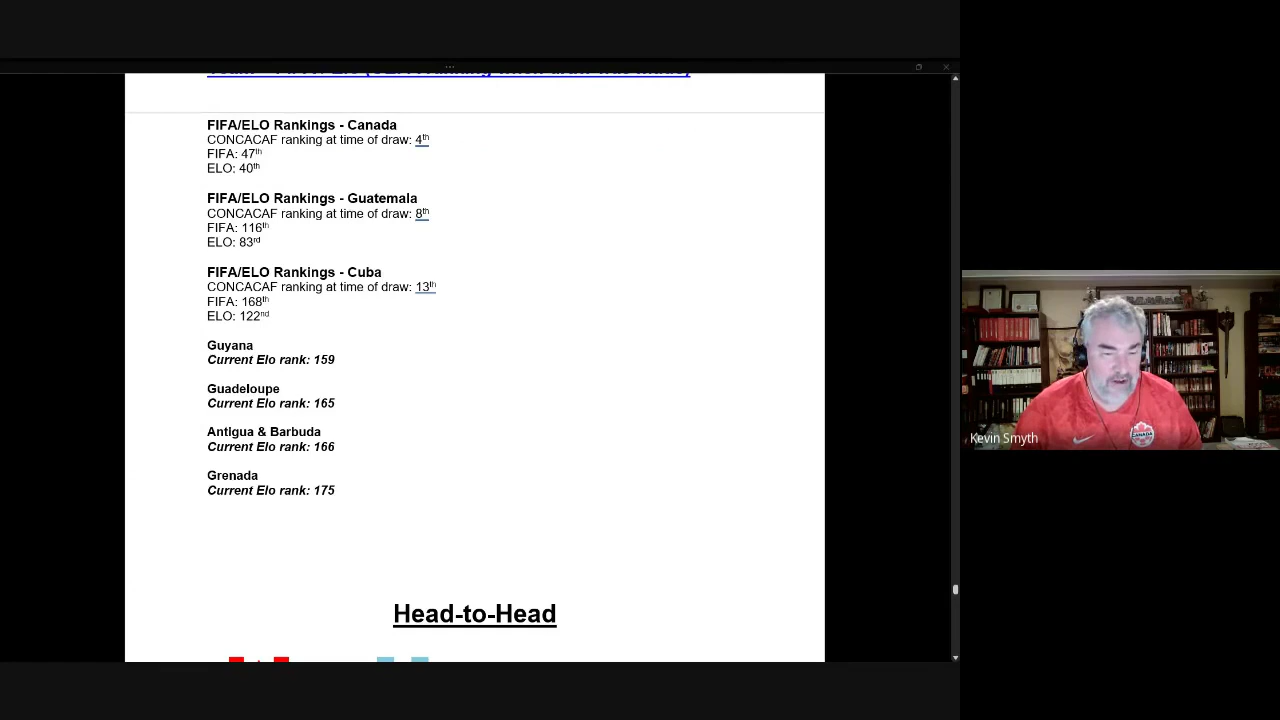 FIFA/ELO Rankings - Canada
CONCACAF ranking at time of draw: 4th
FIFA: 47th
ELO: 40th
FIFA/ELO Rankings - Guatemala
CONCACAF ranking at time of draw: 8th
FIFA: 116th
ELO: 83rd
FIFA/ELO Rankings - Cuba
CONCACAF ranking at time of draw: 13th
FIFA: 168th
ELO: 122nd
Guyana
Current Elo rank: 159
Guadeloupe
Current Elo rank: 165
Antigua & Barbuda
Current Elo rank: 166
Grenada
Current Elo rank: 175
Head-to-Head
Kevin Smyth
CANADA